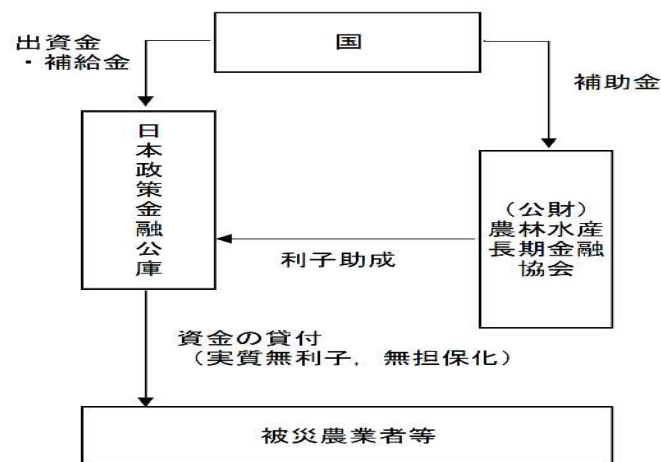 国
出資金
・補給金
補助金
日本政策金融公庫
（公財）
農林水産
長期金融
協会
利子助成
資金の貸付
（実質無利子，無担保化）
被災農業者等